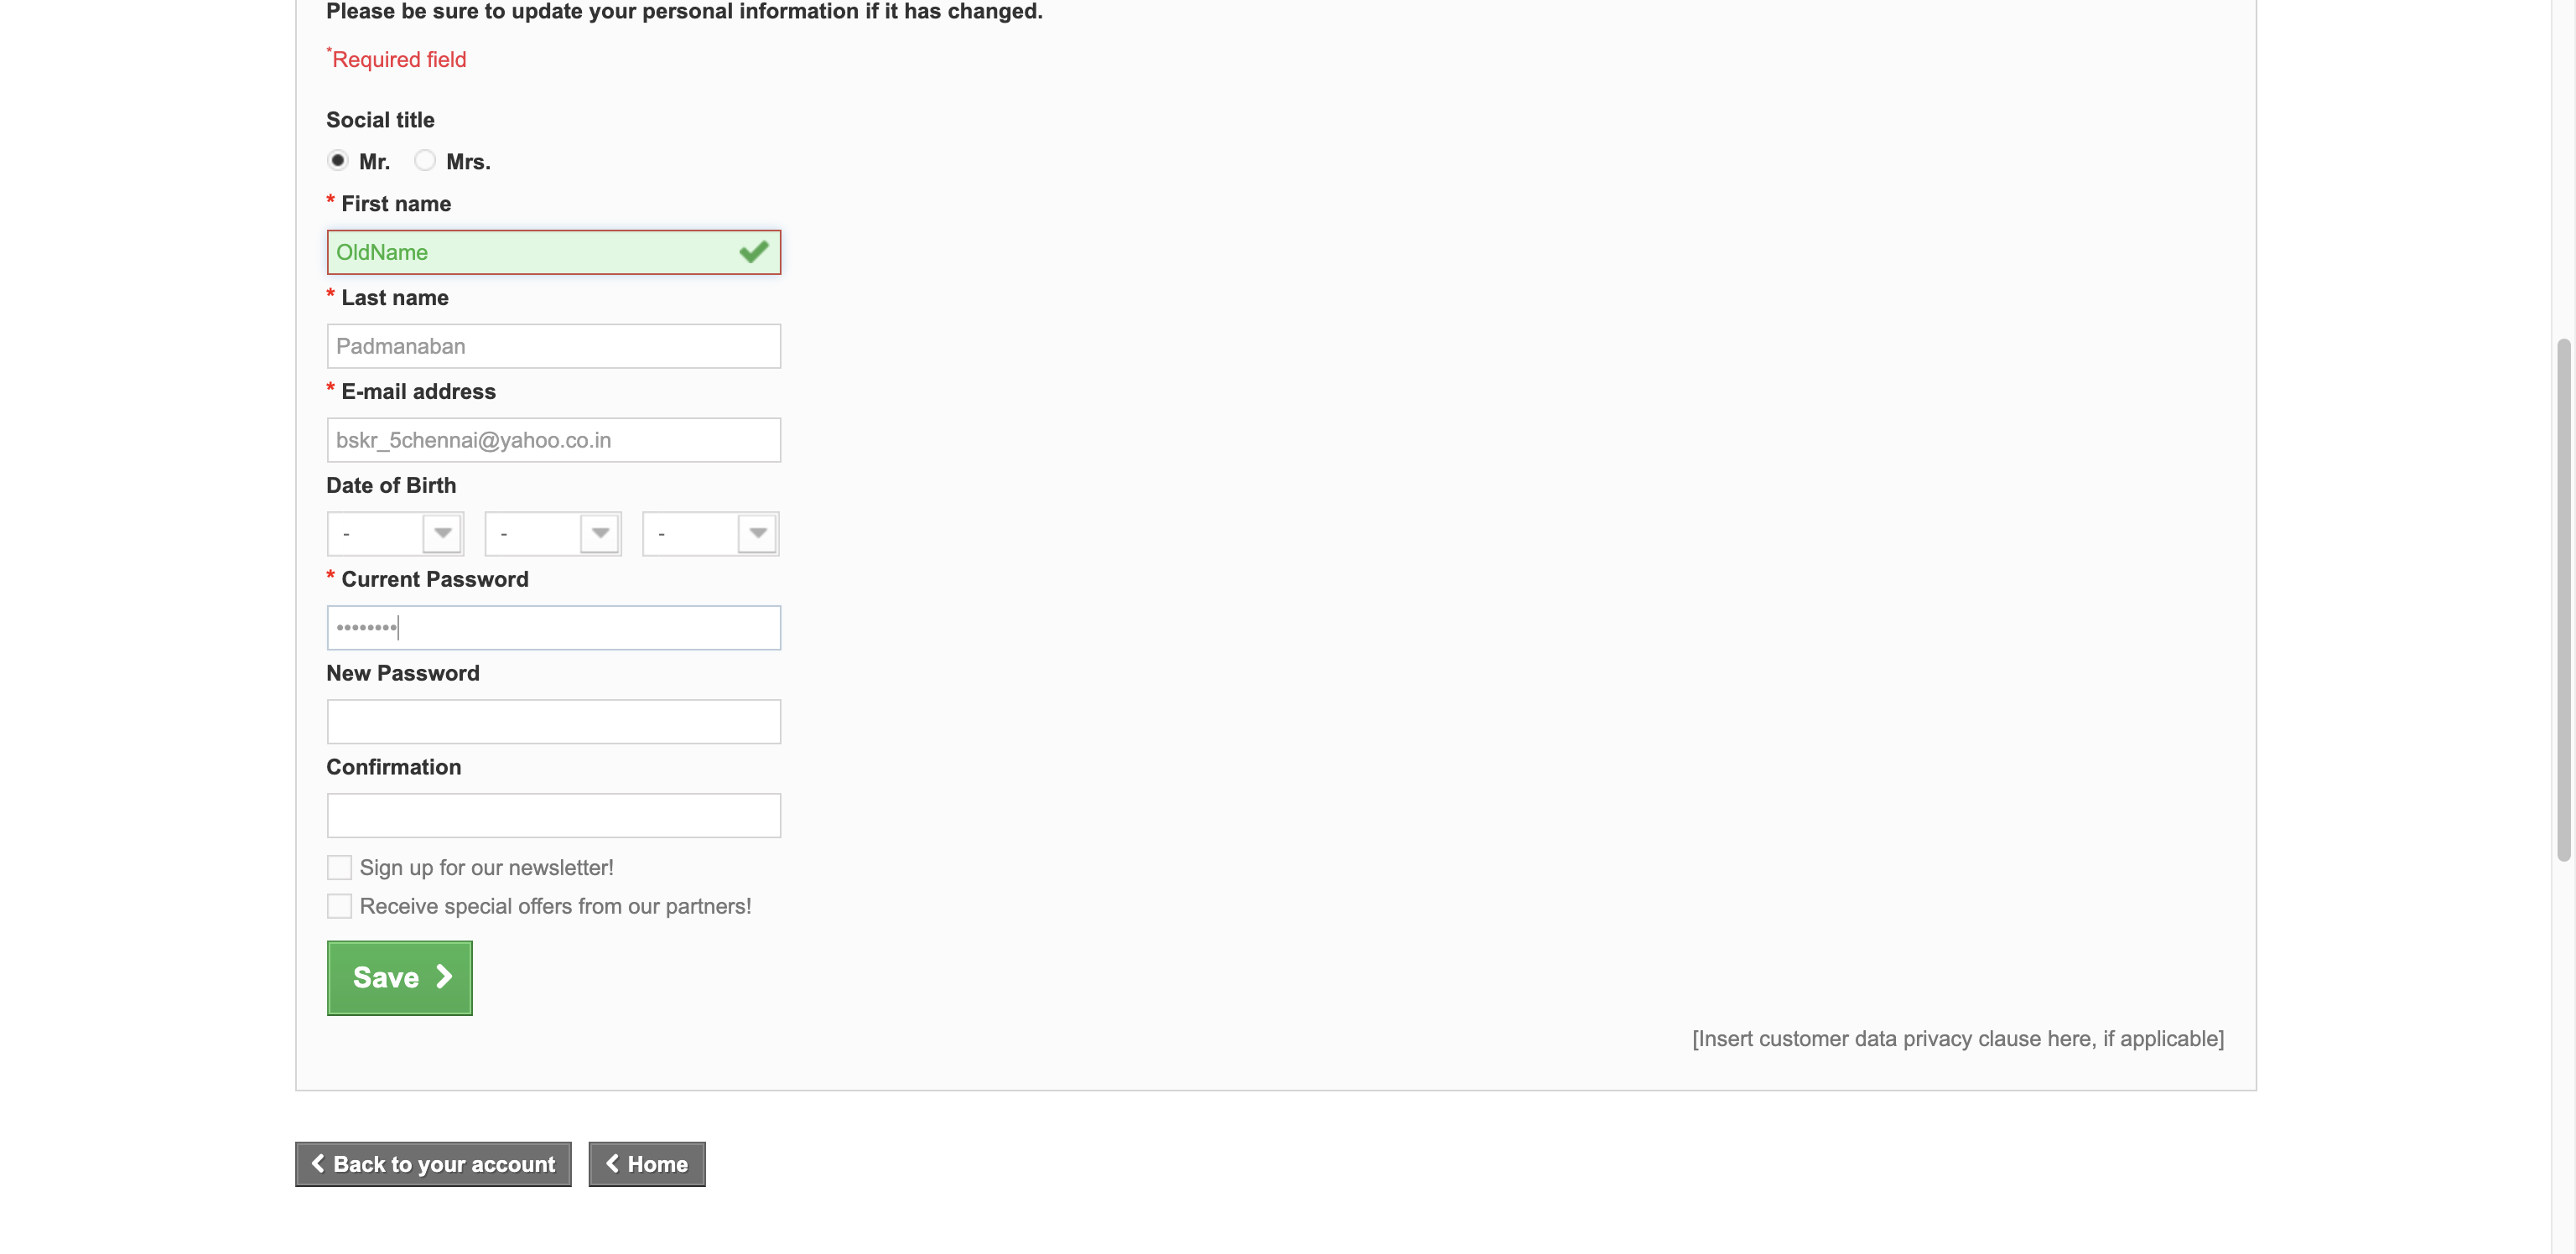 Please be sure to update your personal information if it has changed.
*Required field
Social title
Mr. Mrs.
* First name
OldName
* Last name
Padmanaban
* E-mail address
bskr_5chennai@yahoo.co.in
Date of Birth
- - -
* Current Password
••••••••
New Password
Confirmation
Sign up for our newsletter!
Receive special offers from our partners!
Save
[Insert customer data privacy clause here, if applicable]
Back to your account Home